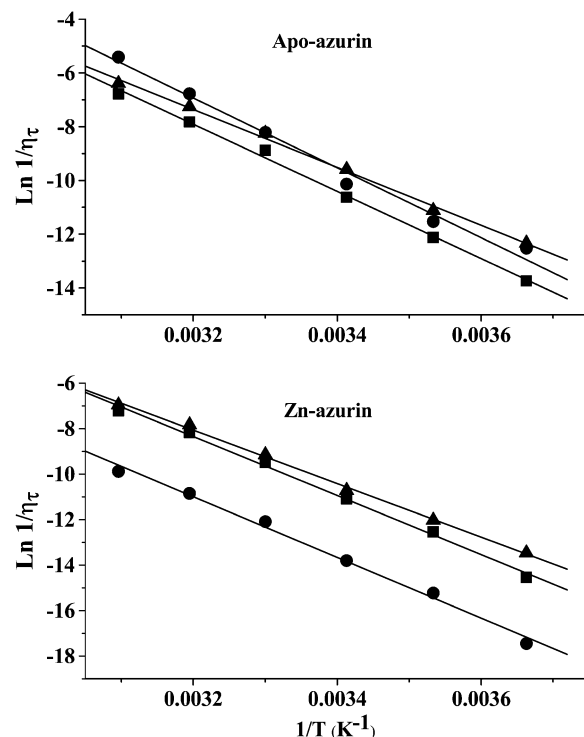 Apo-azurin
Ln 1/ητ
-4
-6
-8
-10
-12
-14
0.0032 0.0034 0.0036
Zn-azurin
Ln 1/ητ
-6
-8
-10
-12
-14
-16
-18
0.0032 0.0034 0.0036
1/T (K-1)